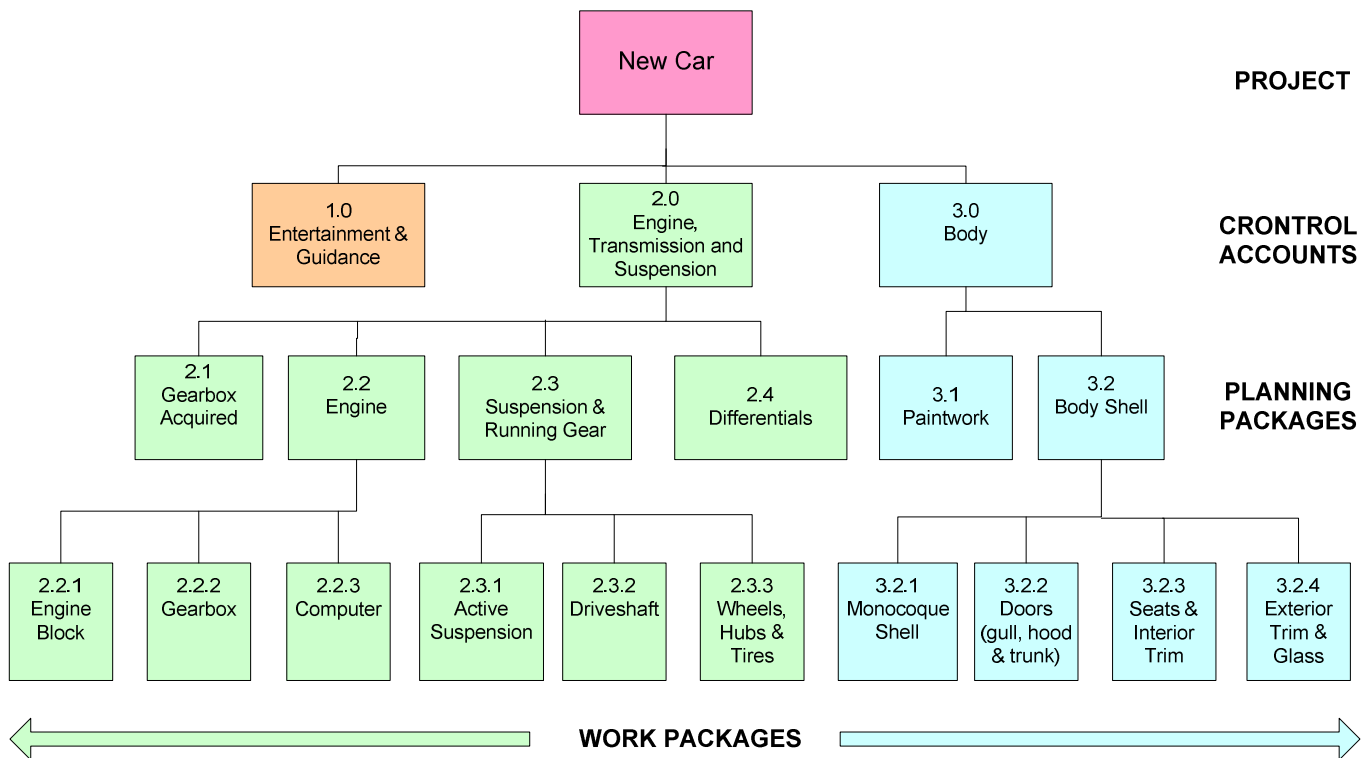 New Car
PROJECT
1.0
Entertainment &
Guidance
2.0
Engine,
Transmission and
Suspension
3.0
Body
CRONTROL
ACCOUNTS
2.1
Gearbox
Acquired
2.2
Engine
2.3
Suspension &
Running Gear
2.4
Differentials
3.1
Paintwork
3.2
Body Shell
PLANNING
PACKAGES
2.2.1
Engine
Block
2.2.2
Gearbox
2.2.3
Computer
2.3.1
Active
Suspension
2.3.2
Driveshaft
2.3.3
Wheels,
Hubs &
Tires
3.2.1
Monocoque
Shell
3.2.2
Doors
(gull, hood
& trunk)
3.2.3
Seats &
Interior
Trim
3.2.4
Exterior
Trim &
Glass
WORK PACKAGES